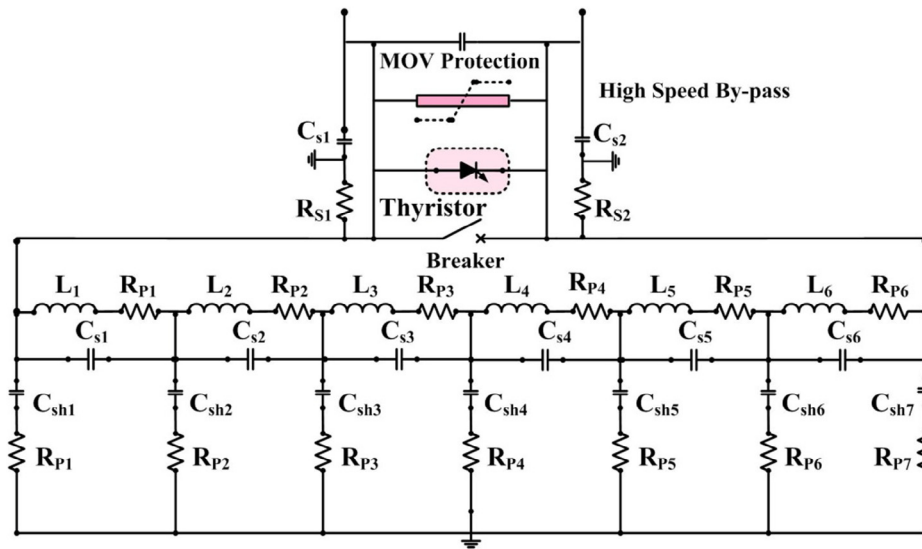 MOV Protection
High Speed By-pass
Cs1
Cs2
RS1
Thyristor
RS2
Breaker
L1 RP1 L2 RP2 L3 RP3 L4 RP4 L5 RP5 L6 RP6
Cs1 Cs2 Cs3 Cs4 Cs5 Cs6
Csh1 Csh2 Csh3 Csh4 Csh5 Csh6 Csh7
RP1 RP2 RP3 RP4 RP5 RP6 RP7